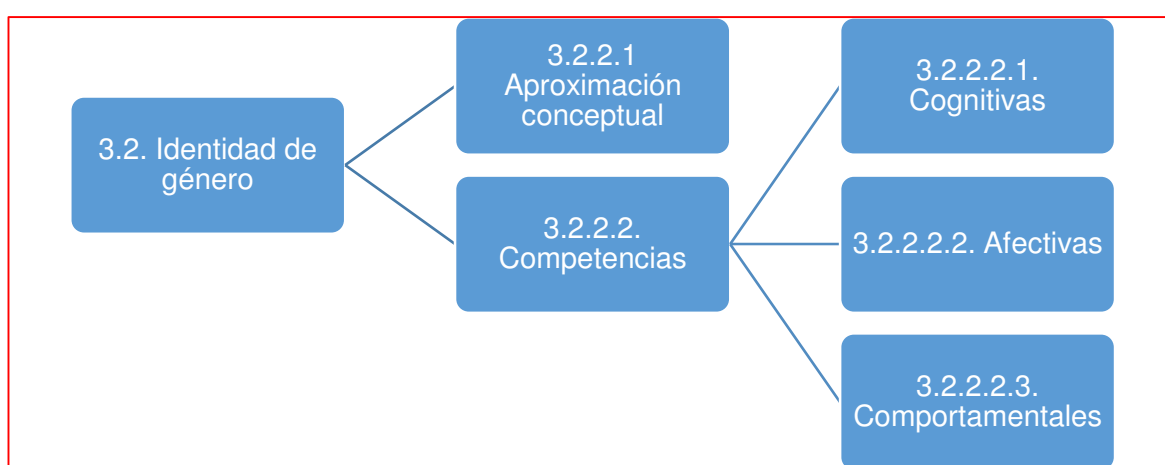 3.2. Identidad de
género
3.2.2.1
Aproximación
conceptual
3.2.2.2.
Competencias
3.2.2.2.1.
Cognitivas
3.2.2.2.2. Afectivas
3.2.2.2.3.
Comportamentales